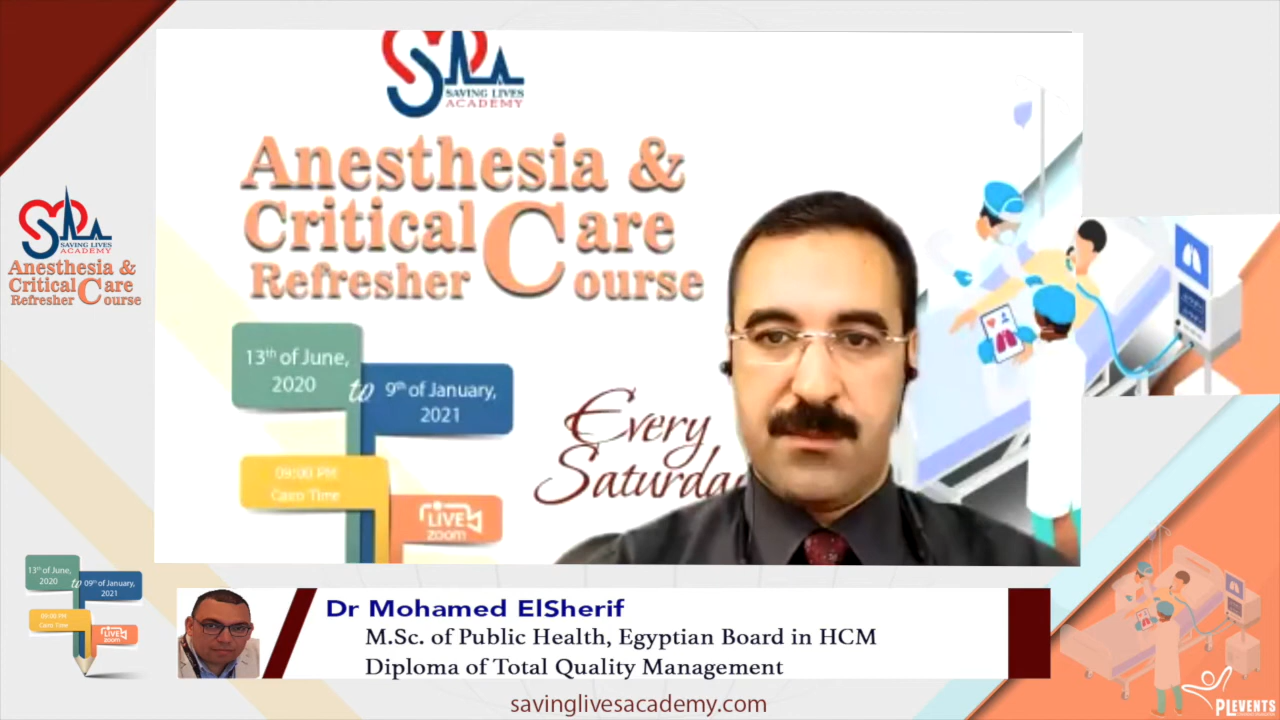 SAVING LIVES
ACADEMY
Anesthesia &
Critical Care
Refresher Course
13th of June,
2020
to
9th of January,
2021
09:00 PM
Cairo Time
LIVE
zoom
Every
Saturday
SAVING LIVES
ACADEMY
Anesthesia &
Critical Care
Refresher Course
13th of June,
2020
to
09th of January,
2021
09:00 PM
Cairo Time
LIVE
zoom
Dr Mohamed ElSherif
M.Sc. of Public Health, Egyptian Board in HCM
Diploma of Total Quality Management
savinglivesacademy.com
PLEVENTS